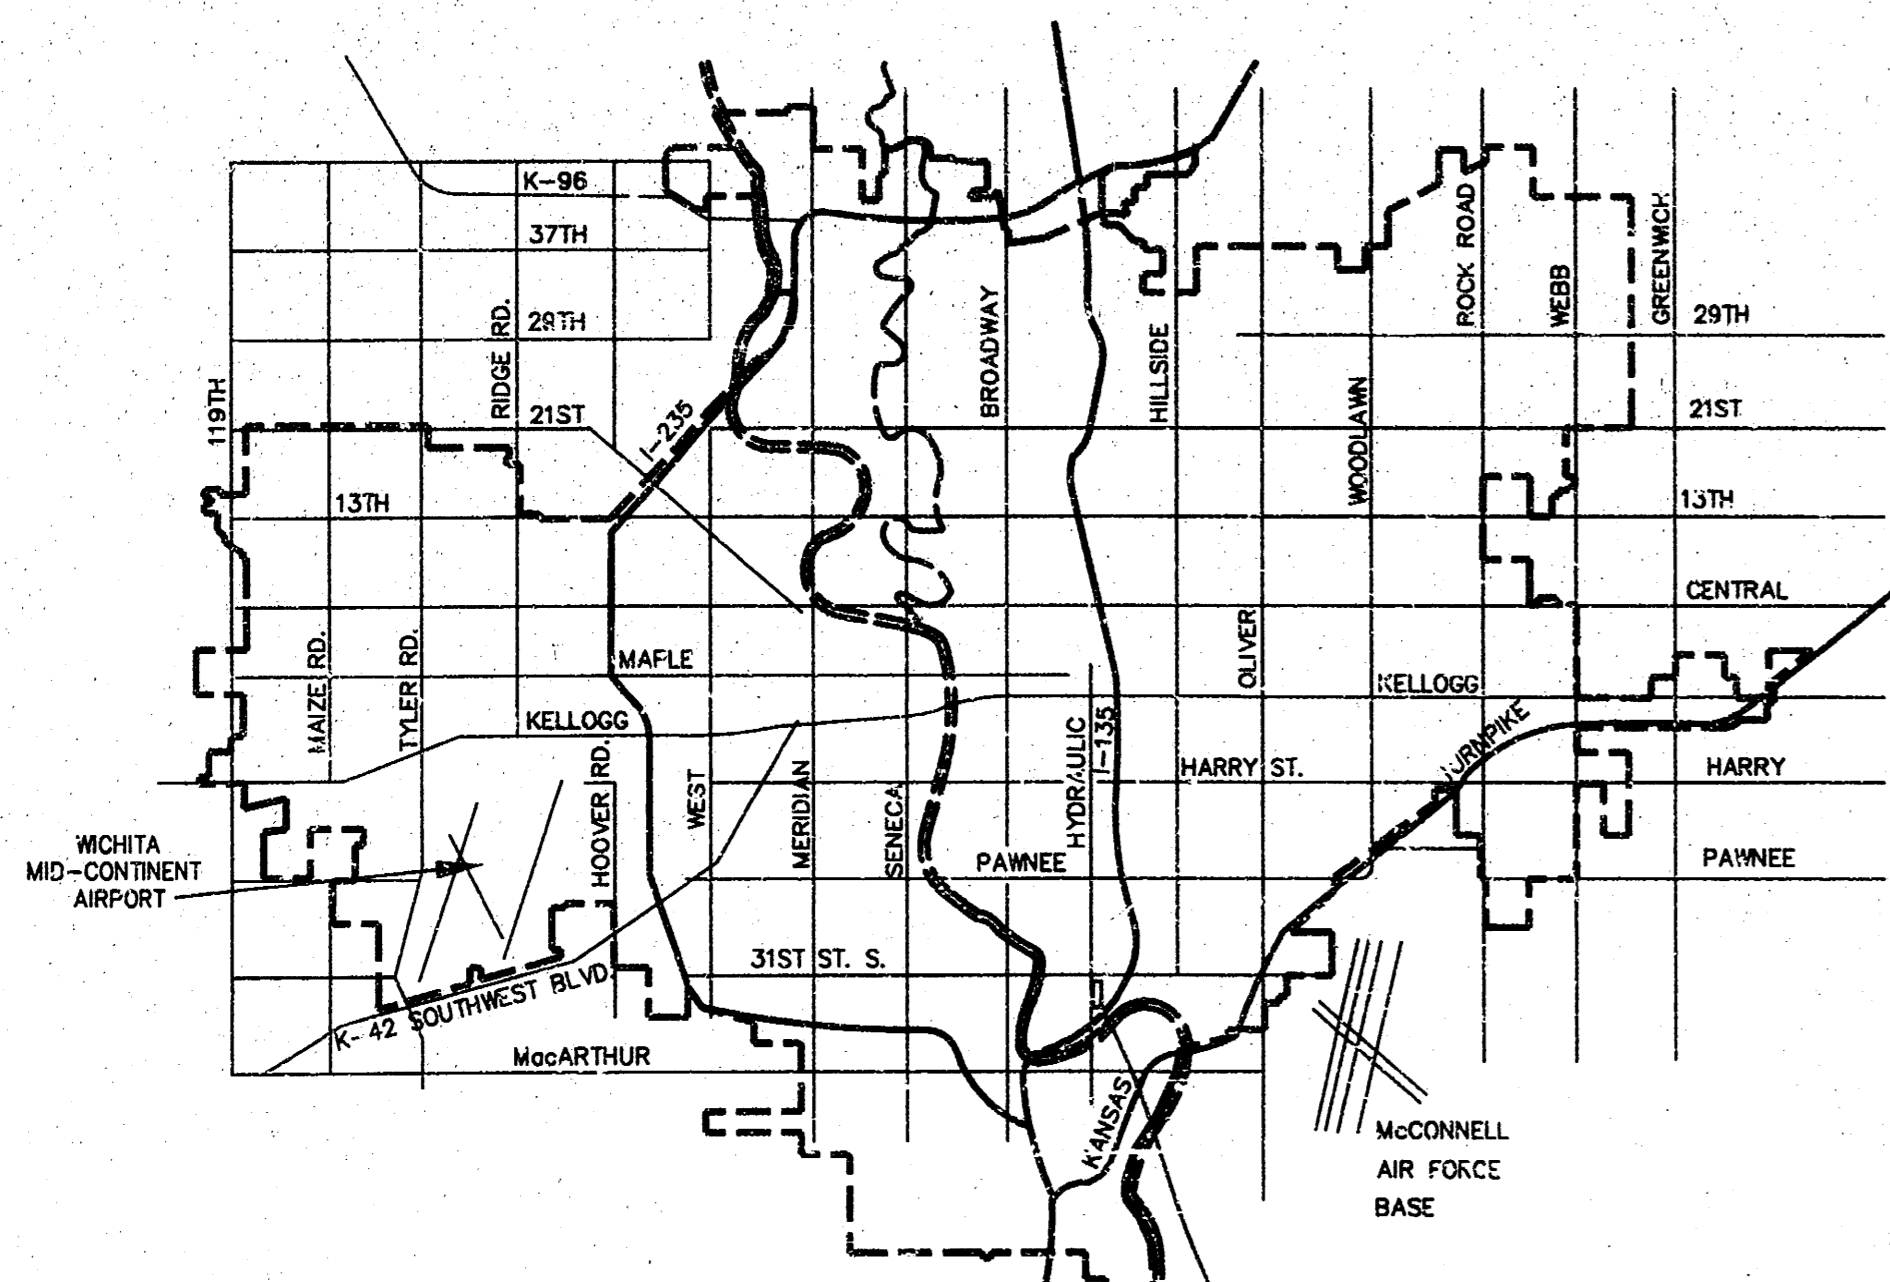 K-96
37TH
29TH
RIDGE RD.
119TH
21ST
I-235
13TH
BROADWAY
HILLSIDE
WOODLAWN
ROCK ROAD
WEBB
GREENWICH
29TH
21ST
13TH
CENTRAL
MAIZE RD.
TYLER RD.
MAPLE
KELLOGG
OLIVER
KELLOGG
TURNPIKE
HOOVER RD.
WEST
MERIDIAN
SENECA
HYDRAULIC
I-135
HARRY ST.
HARRY
WICHITA
MID-CONTINENT
AIRPORT
PAWNEE
PAWNEE
31ST ST. S.
K-42 SOUTHWEST BLVD.
MacARTHUR
KANSAS
McCONNELL
AIR FORCE
BASE